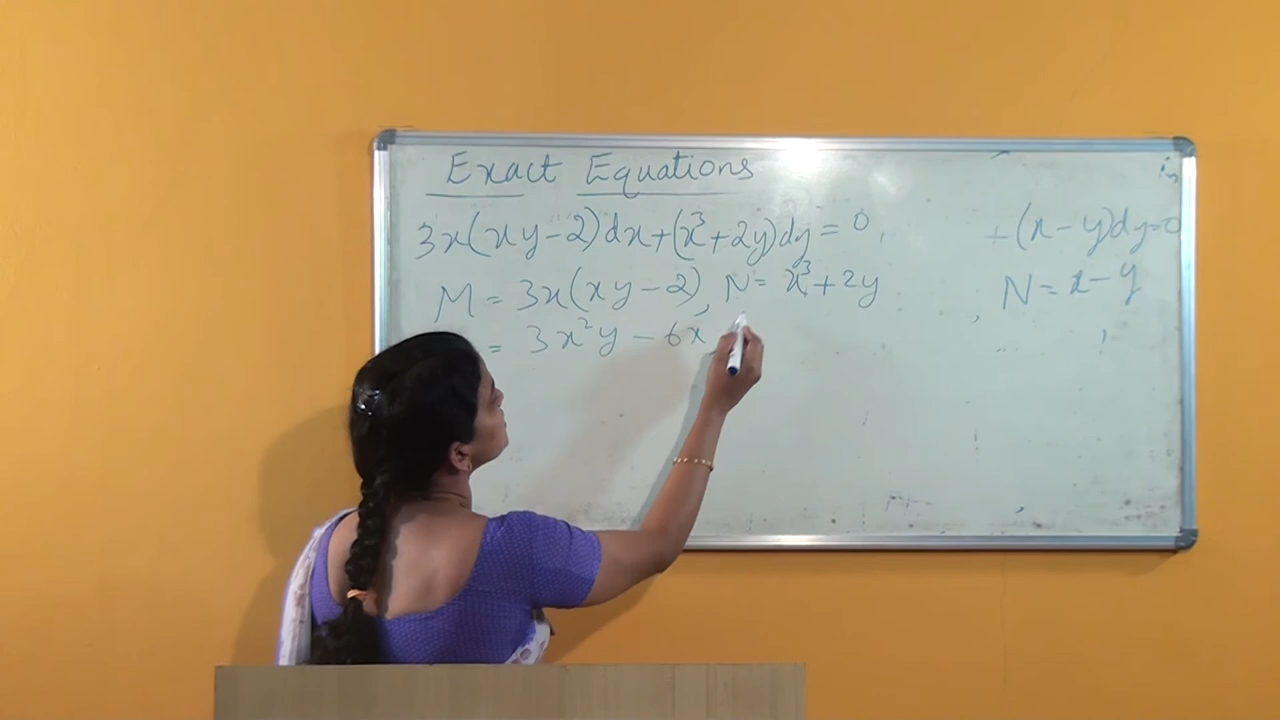 Exact Equations
3x(xy-2)dx+(x³+2y)dy=0, +(x-y)dy=0
M = 3x(xy-2), N= x³+2y , N= x-y
= 3x²y - 6x